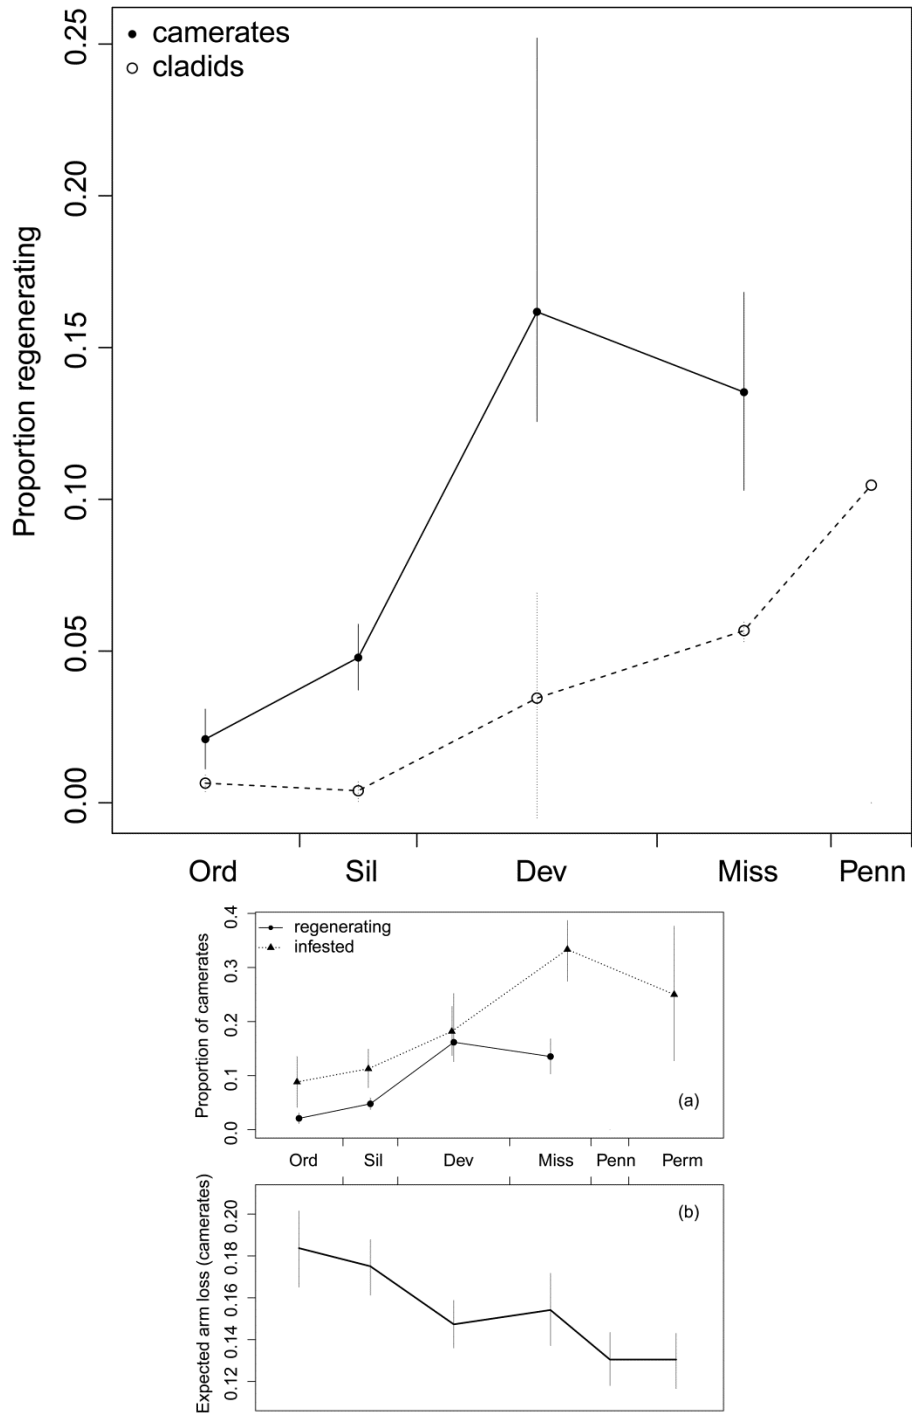 camerates
cladids
Proportion regenerating
0.25
0.20
0.15
0.10
0.05
0.00
Ord Sil Dev Miss Penn
regenerating
infested
Proportion of camerates
0.4
0.3
0.2
0.1
0.0
(a)
Ord Sil Dev Miss Penn Perm
(b)
Expected arm loss (camerates)
0.20
0.18
0.16
0.14
0.12